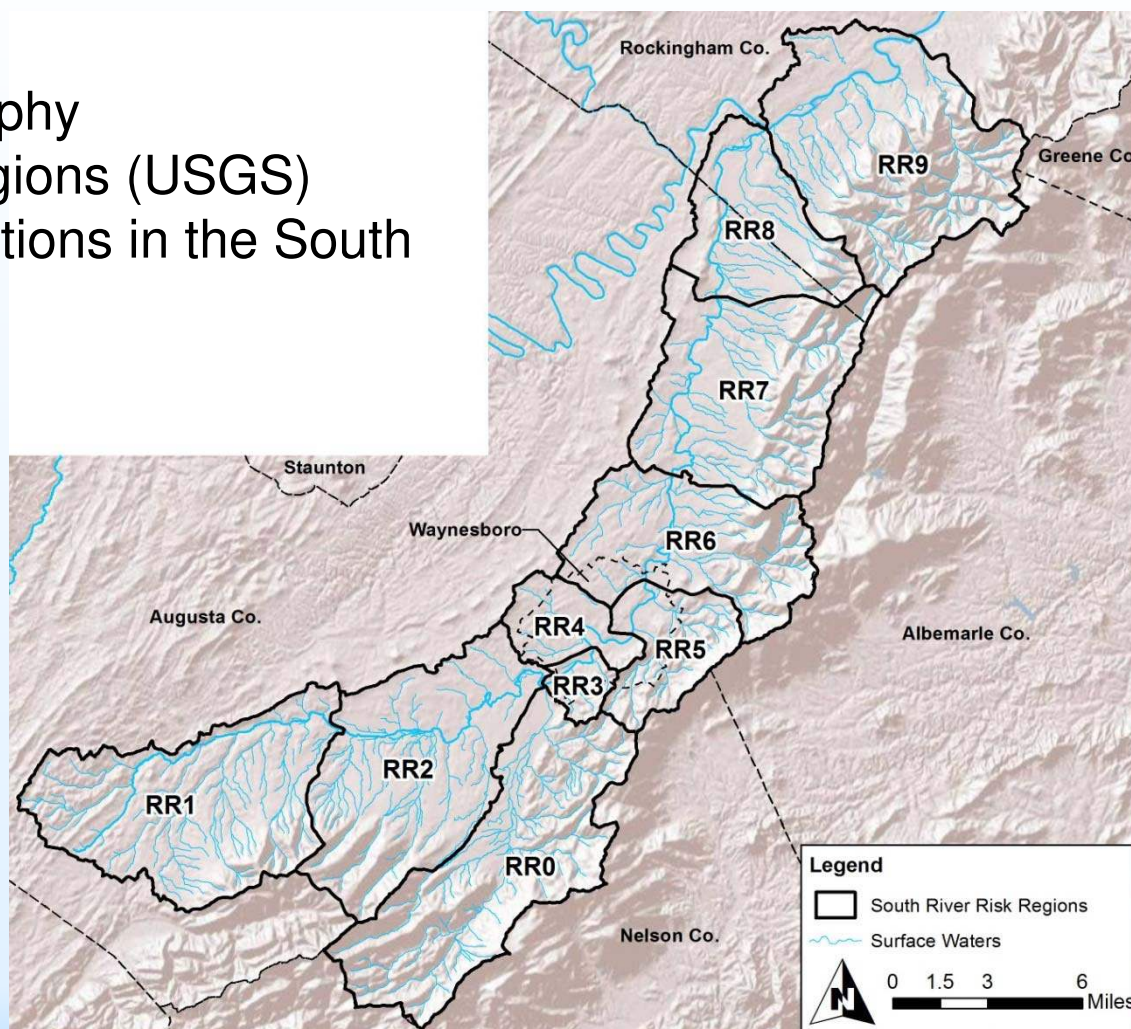 phy
gions (USGS)
tions in the South
Rockingham Co.
Greene Co
RR9
RR8
RR7
Staunton
Waynesboro
RR6
Augusta Co.
RR4
Albemarle Co.
RR5
RR3
RR2
RR1
RR0
Nelson Co.
Legend
South River Risk Regions
Surface Waters
N
0 1.5 3 6
Miles